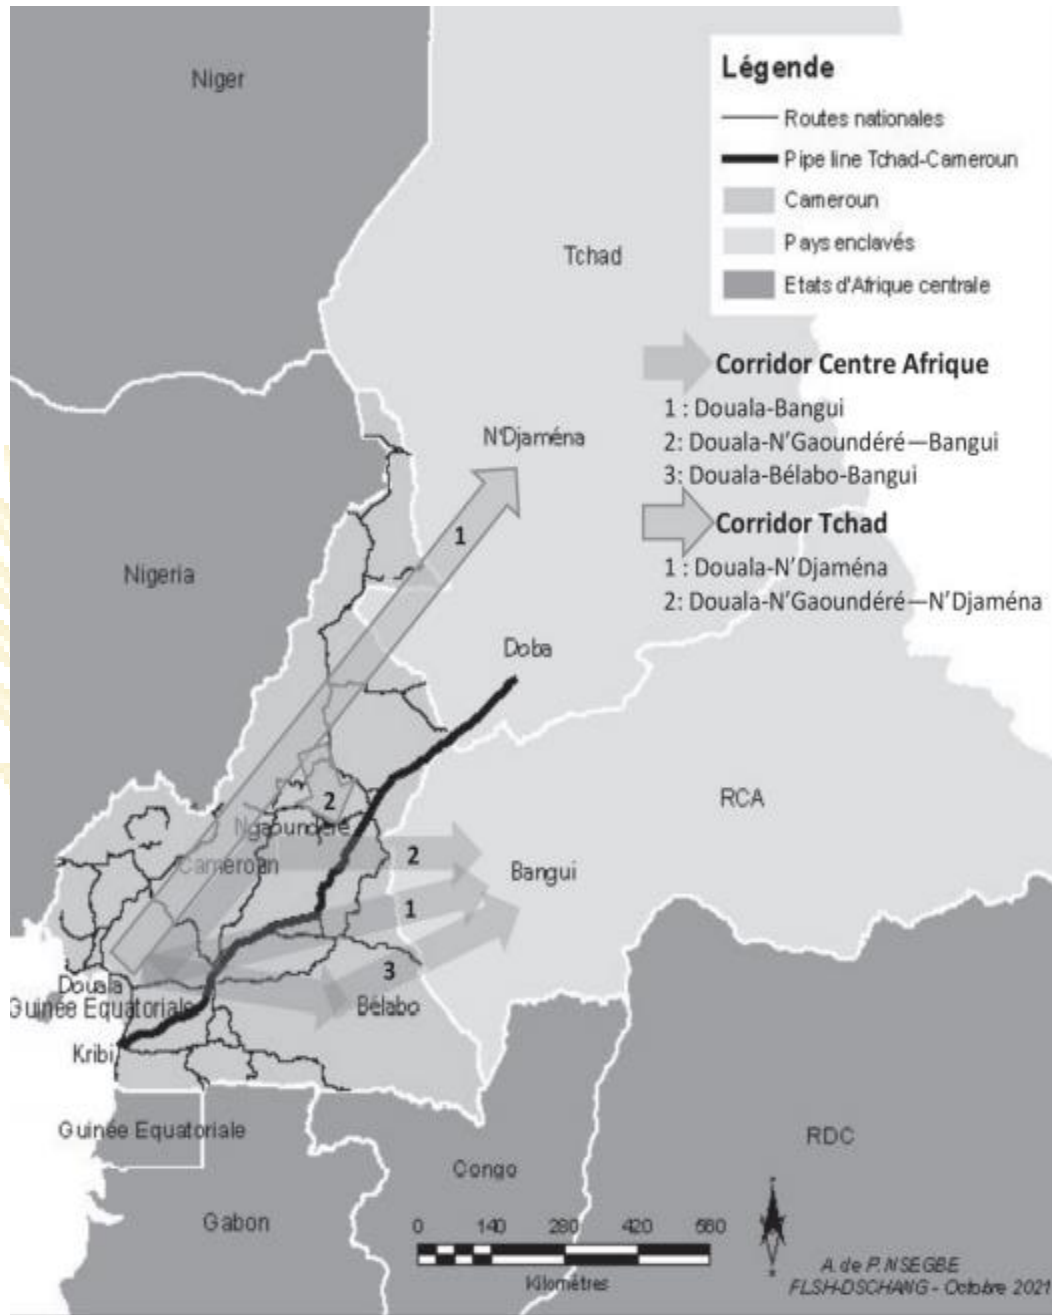 Niger
Légende
Routes nationales
Pipe line Tchad-Cameroun
Cameroun
Pays enclavés
Etats d'Afrique centrale
Tchad
Corridor Centre Afrique
1 : Douala-Bangui
2: Douala-N'Gaoundéré—Bangui
3: Douala-Bélabo-Bangui
Corridor Tchad
1 : Douala-N'Djaména
2: Douala-N'Gaoundéré—N'Djaména
N'Djaména
1
Nigeria
Doba
2
Ngaoundéré
Cameroun
RCA
2
Bangui
1
3
Douala
Guinée Equatoriale
Bélabo
Kribi
Guinée Equatoriale
RDC
Congo
Gabon
0 140 280 420 560
Kilométres
A. de P. NSEGBE
FLSH-DSCHANG - Octobre 2021